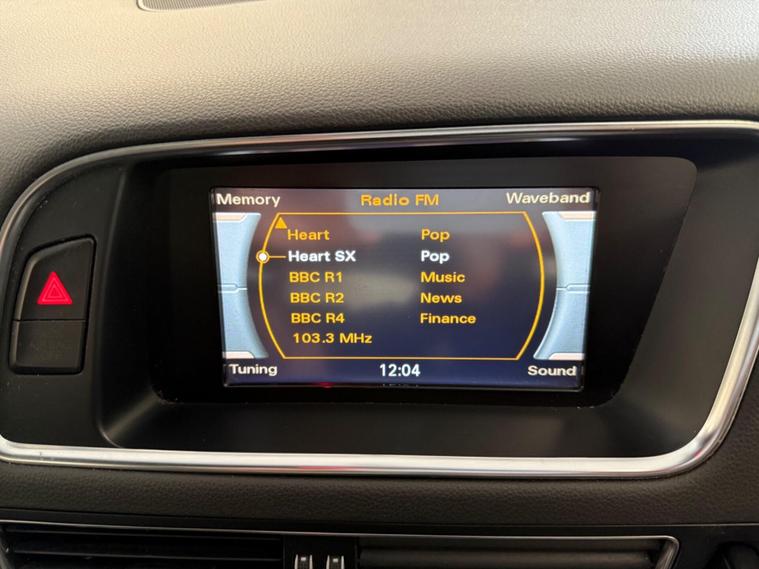 Memory Radio FM Waveband
Heart Pop
Heart SX Pop
BBC R1 Music
BBC R2 News
BBC R4 Finance
103.3 MHz
Tuning 12:04 Sound